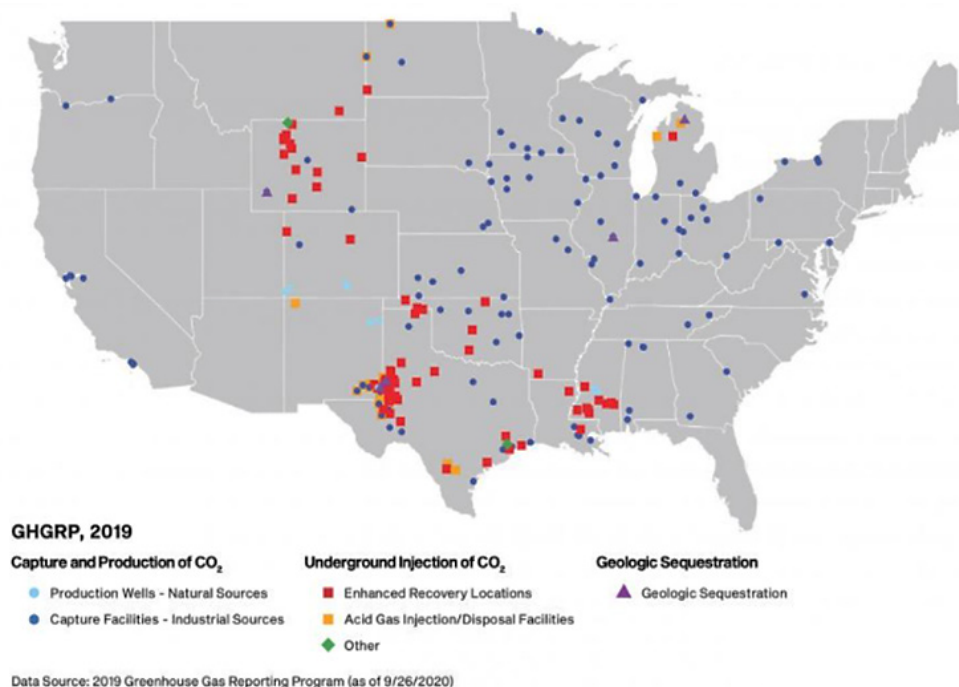 GHGRP, 2019
Capture and Production of CO₂
Production Wells - Natural Sources
Capture Facilities - Industrial Sources
Underground Injection of CO₂
Enhanced Recovery Locations
Acid Gas Injection/Disposal Facilities
Other
Geologic Sequestration
Geologic Sequestration
Data Source: 2019 Greenhouse Gas Reporting Program (as of 9/26/2020)